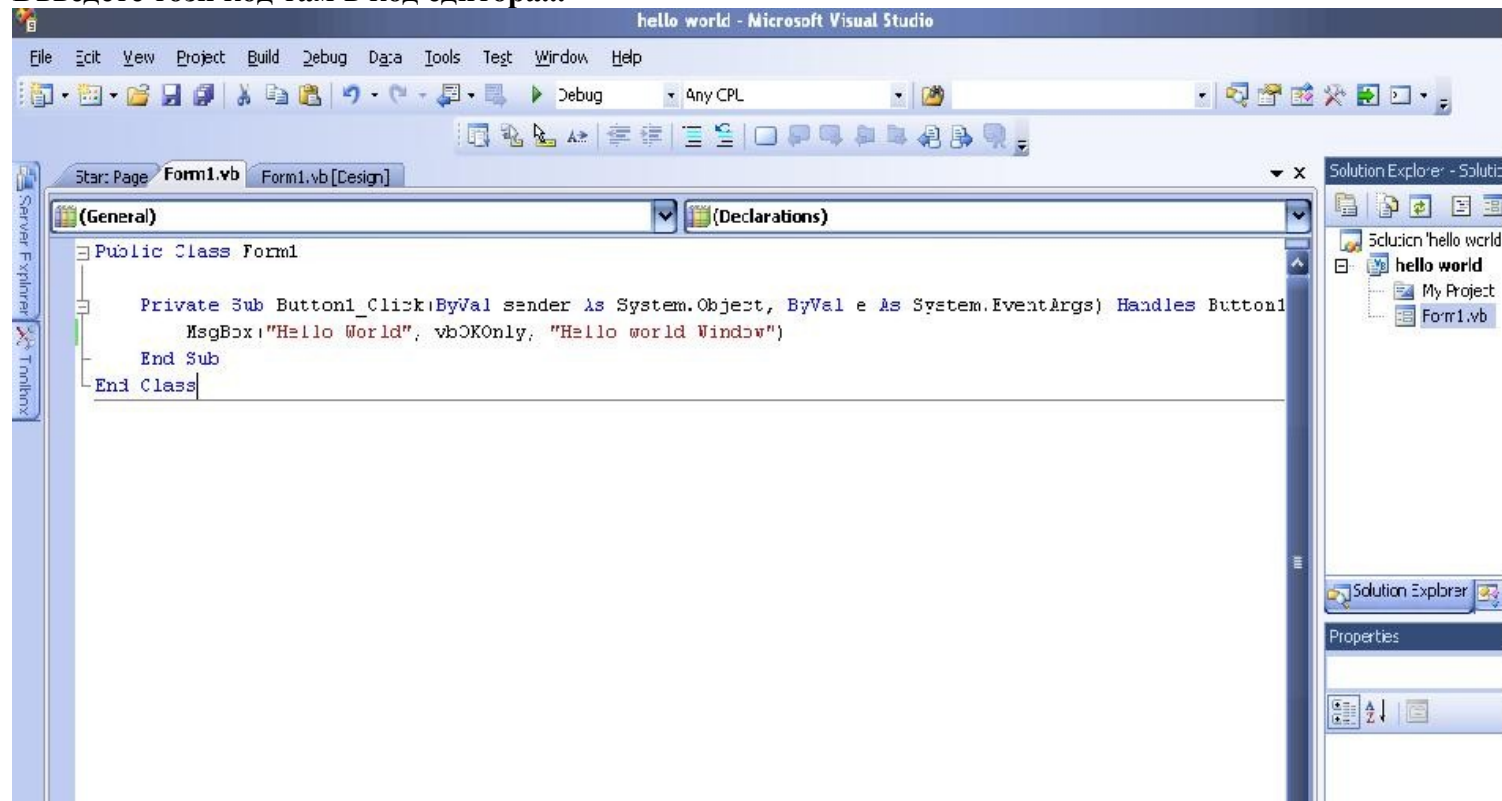 hello world - Microsoft Visual Studio
File Edit View Project Build Debug Data Tools Test Window Help
Debug Any CPU
Start Page Form1.vb Form1.vb [Design]
Solution Explorer - Solutio
(General) (Declarations)
Server Explorer
Toolbox
Public Class Form1
Private Sub Button1_Click(ByVal sender As System.Object, ByVal e As System.EventArgs) Handles Button1
MsgBox("Hello World", vbOKOnly, "Hello world Window")
End Sub
End Class
Solution 'hello world
hello world
My Project
Form1.vb
Solution Explorer
Properties